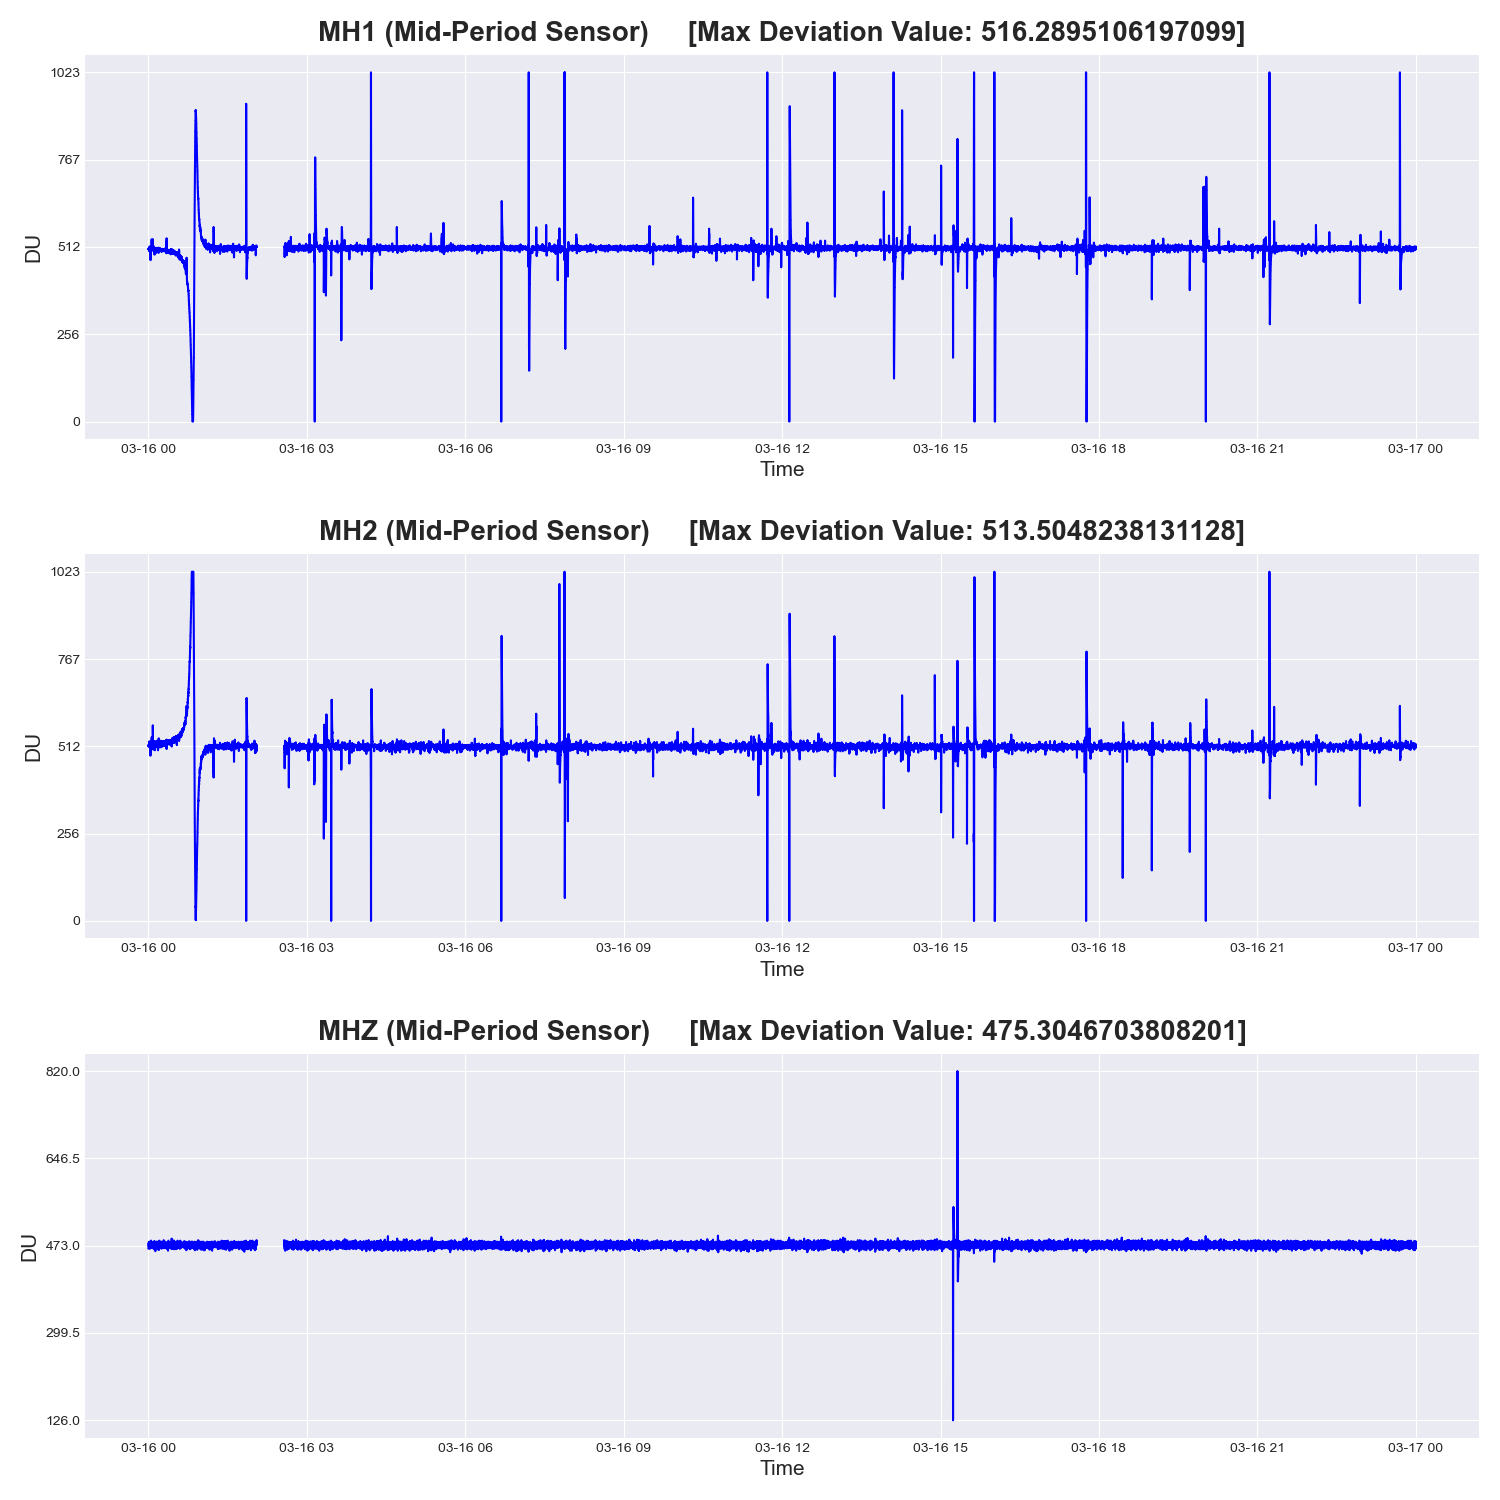 MH1 (Mid-Period Sensor) [Max Deviation Value: 516.2895106197099]
1023
767
512
256
0
DU
03-16 00 03-16 03 03-16 06 03-16 09 03-16 12 03-16 15 03-16 18 03-16 21 03-17 00
Time
MH2 (Mid-Period Sensor) [Max Deviation Value: 513.5048238131128]
1023
767
512
256
0
DU
03-16 00 03-16 03 03-16 06 03-16 09 03-16 12 03-16 15 03-16 18 03-16 21 03-17 00
Time
MHZ (Mid-Period Sensor) [Max Deviation Value: 475.3046703808201]
820.0
646.5
473.0
299.5
126.0
DU
03-16 00 03-16 03 03-16 06 03-16 09 03-16 12 03-16 15 03-16 18 03-16 21 03-17 00
Time